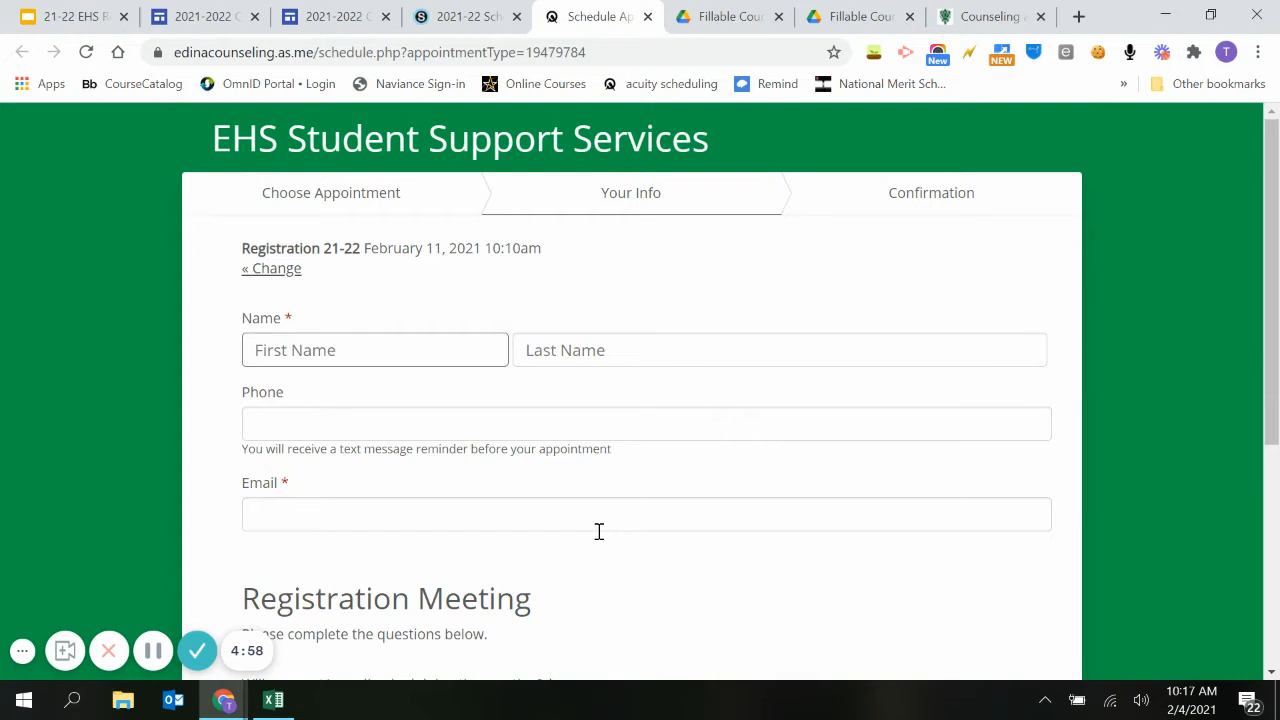 21-22 EHS R
2021-2022 C
2021-2022 C
Schedule Ap
Fillable Cou
Fillable Cou
Counseling
edinacounseling.as.me/schedule.php?appointmentType=19479784
New
NEW
T
Apps
Bb CourseCatalog
OmnID Portal • Login
Naviance Sign-in
Online Courses
acuity scheduling
Remind
National Merit Sch...
»
Other bookmarks
EHS Student Support Services
Choose Appointment
Your Info
Confirmation
Registration 21-22 February 11, 2021 10:10am
« Change
Name *
First Name
Last Name
Phone
You will receive a text message reminder before your appointment
Email *
Registration Meeting
Please complete the questions below.
4:58
10:17 AM
2/4/2021
22